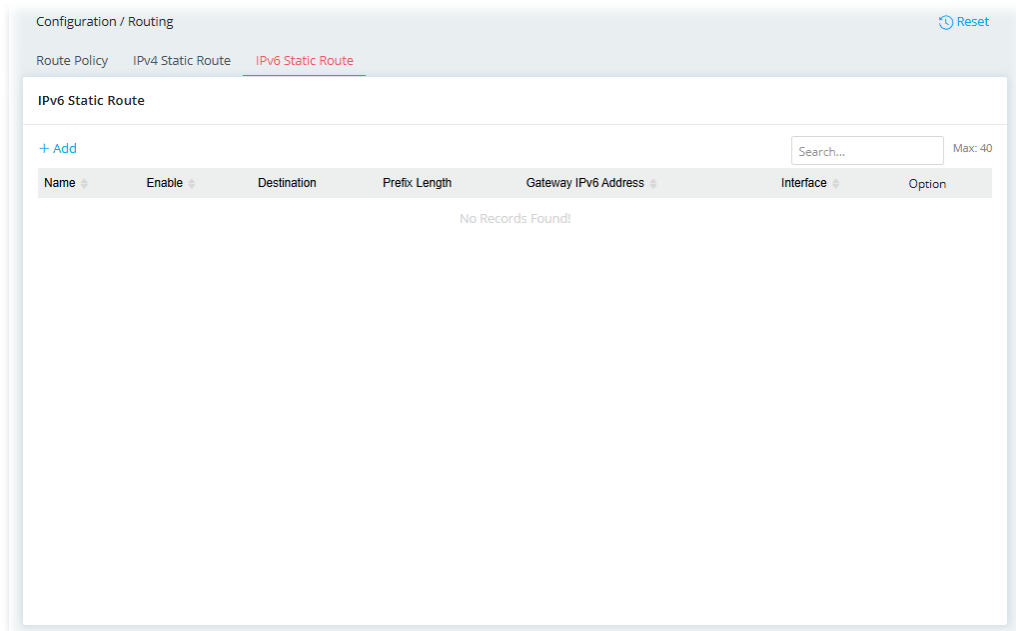 Configuration / Routing Reset
Route Policy IPv4 Static Route IPv6 Static Route
IPv6 Static Route
+ Add Search... Max: 40
Name Enable Destination Prefix Length Gateway IPv6 Address Interface Option
No Records Found!